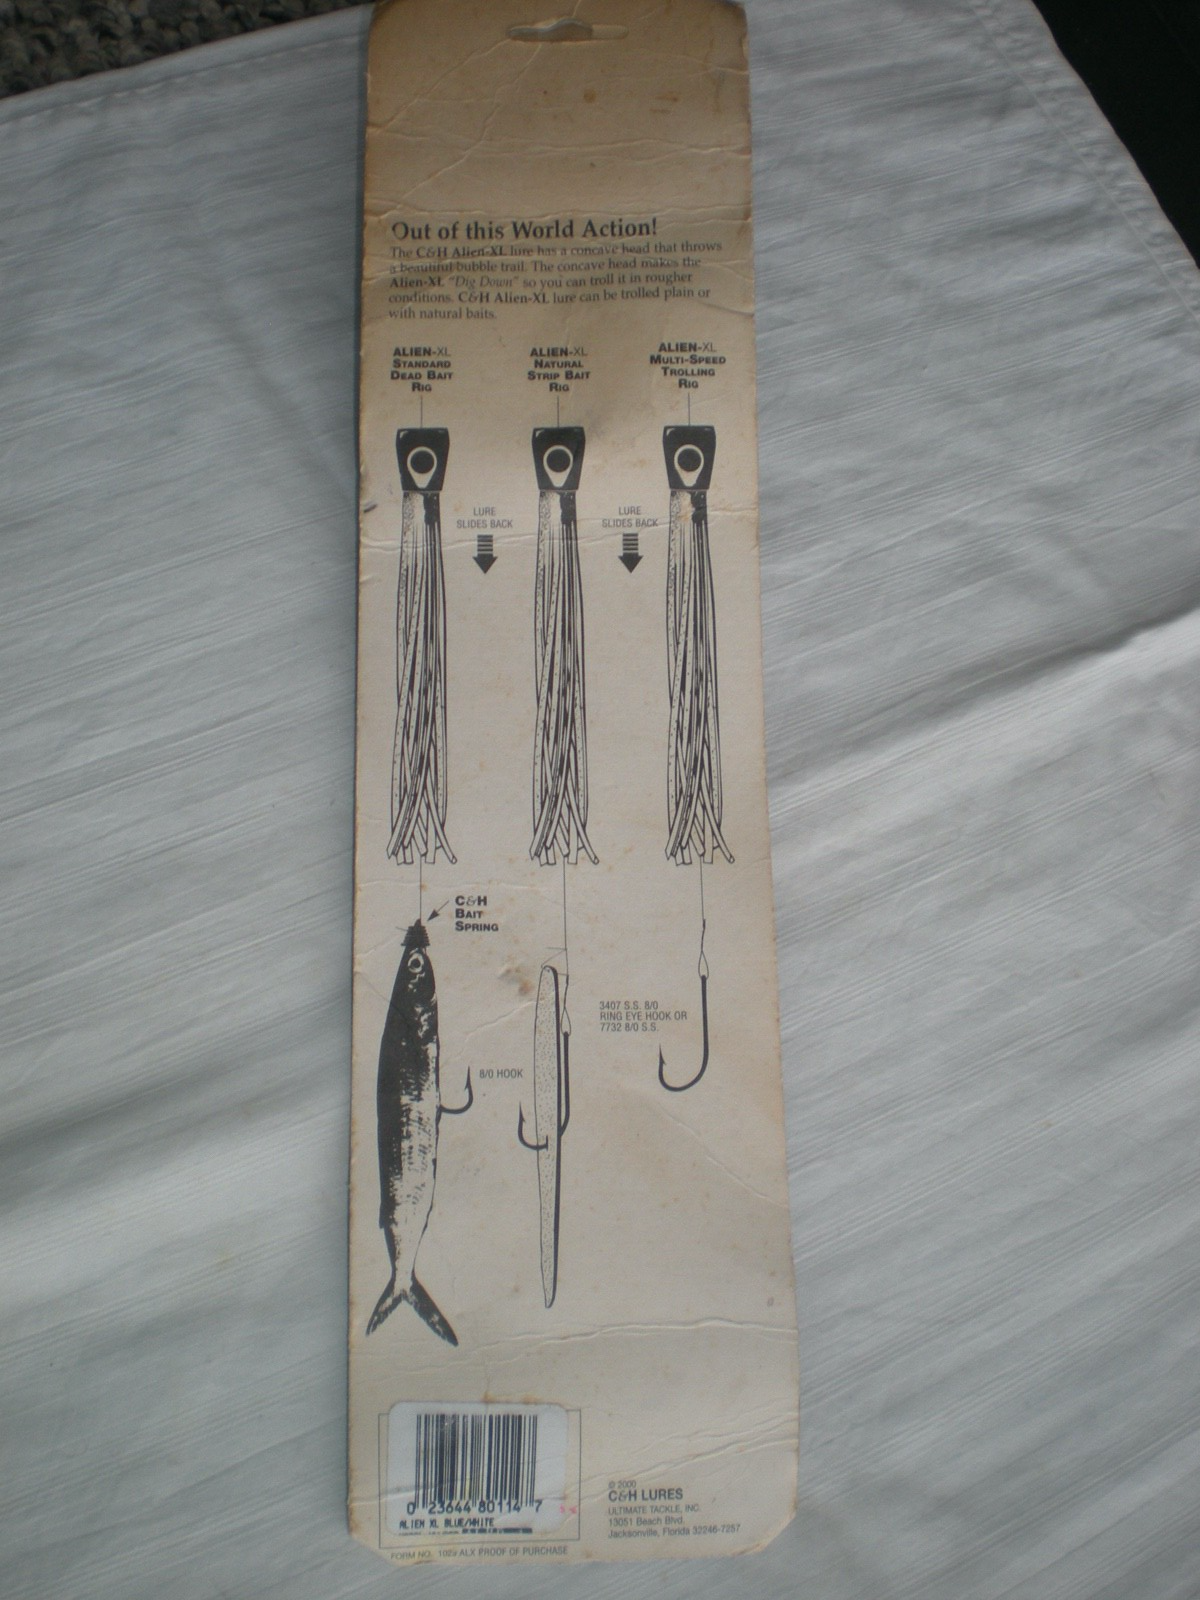 Out of this World Action!
The C&H Alien-XL lure has a concave head that throws
a beautiful bubble trail. The concave head makes the
Alien-XL "Dig Down" so you can troll it in rougher
conditions. C&H Alien-XL lure can be trolled plain or
with natural baits.
ALIEN-XL
STANDARD
DEAD BAIT
RIG
ALIEN-XL
NATURAL
STRIP BAIT
RIG
ALIEN-XL
MULTI-SPEED
TROLLING
RIG
LURE
SLIDES BACK
LURE
SLIDES BACK
C&H
BAIT
SPRING
3407 S.S. 8/0
RING EYE HOOK OR
7732 8/0 S.S.
8/0 HOOK
0 23644 80114 7
ALIEN XL BLUE/WHITE
FORM NO. 1029 ALX PROOF OF PURCHASE
© 2000
C&H LURES
ULTIMATE TACKLE, INC.
13051 Beach Blvd.
Jacksonville, Florida 32246-7257